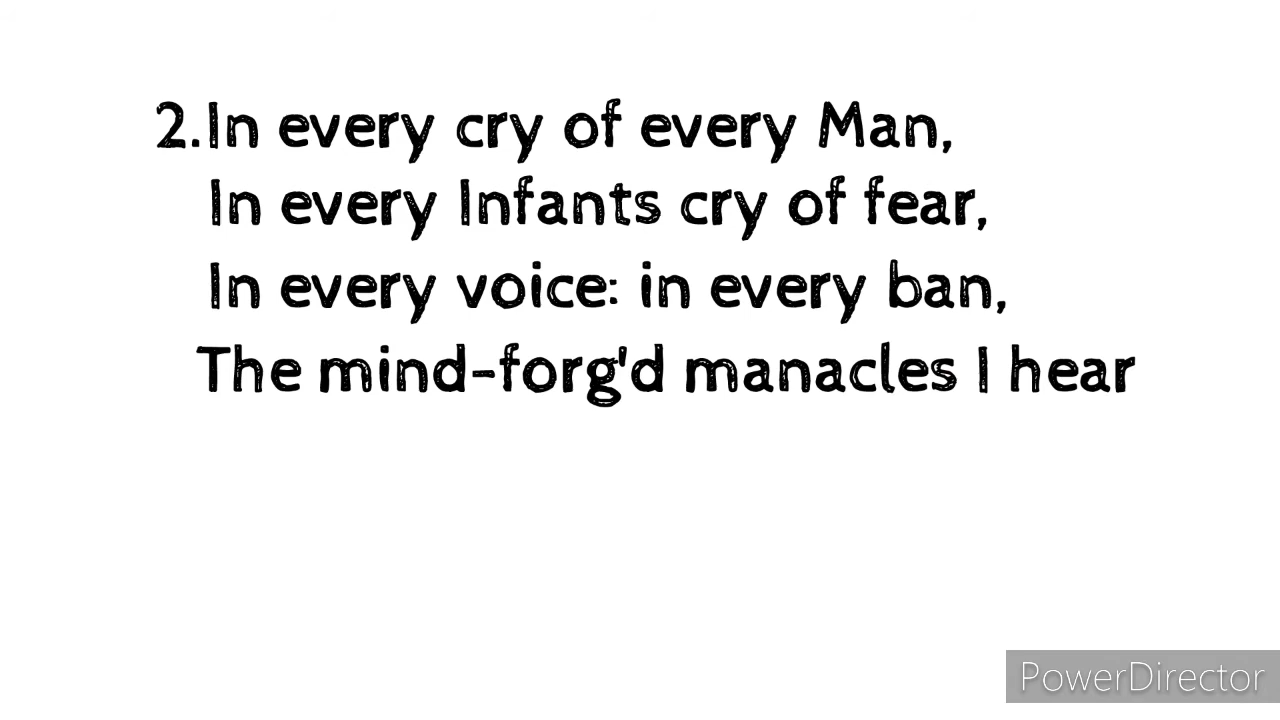 2.In every cry of every Man,
In every Infants cry of fear,
In every voice: in every ban,
The mind-forg'd manacles I hear
PowerDirector